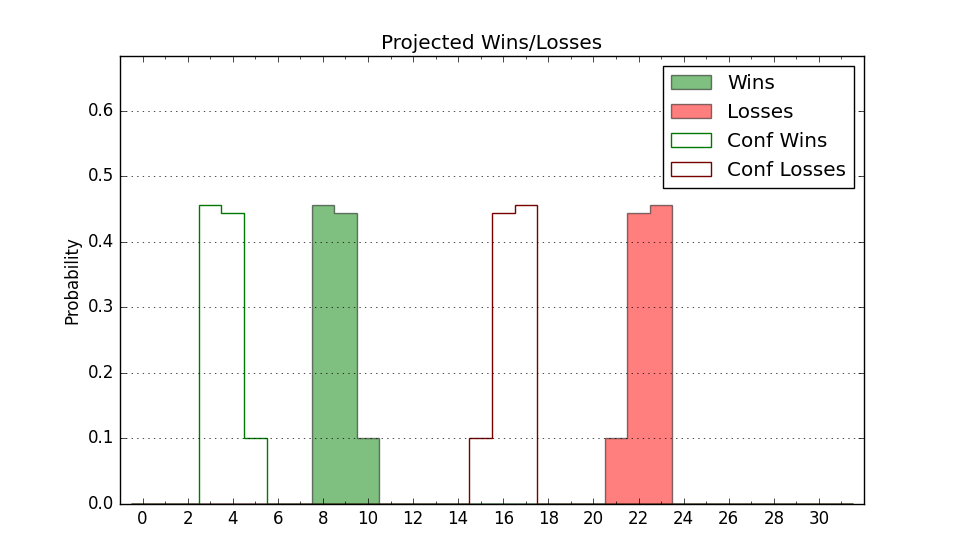 Projected Wins/Losses
Wins
Losses
Conf Wins
Conf Losses
Probability
0.6
0.5
0.4
0.3
0.2
0.1
0.0
0 2 4 6 8 10 12 14 16 18 20 22 24 26 28 30